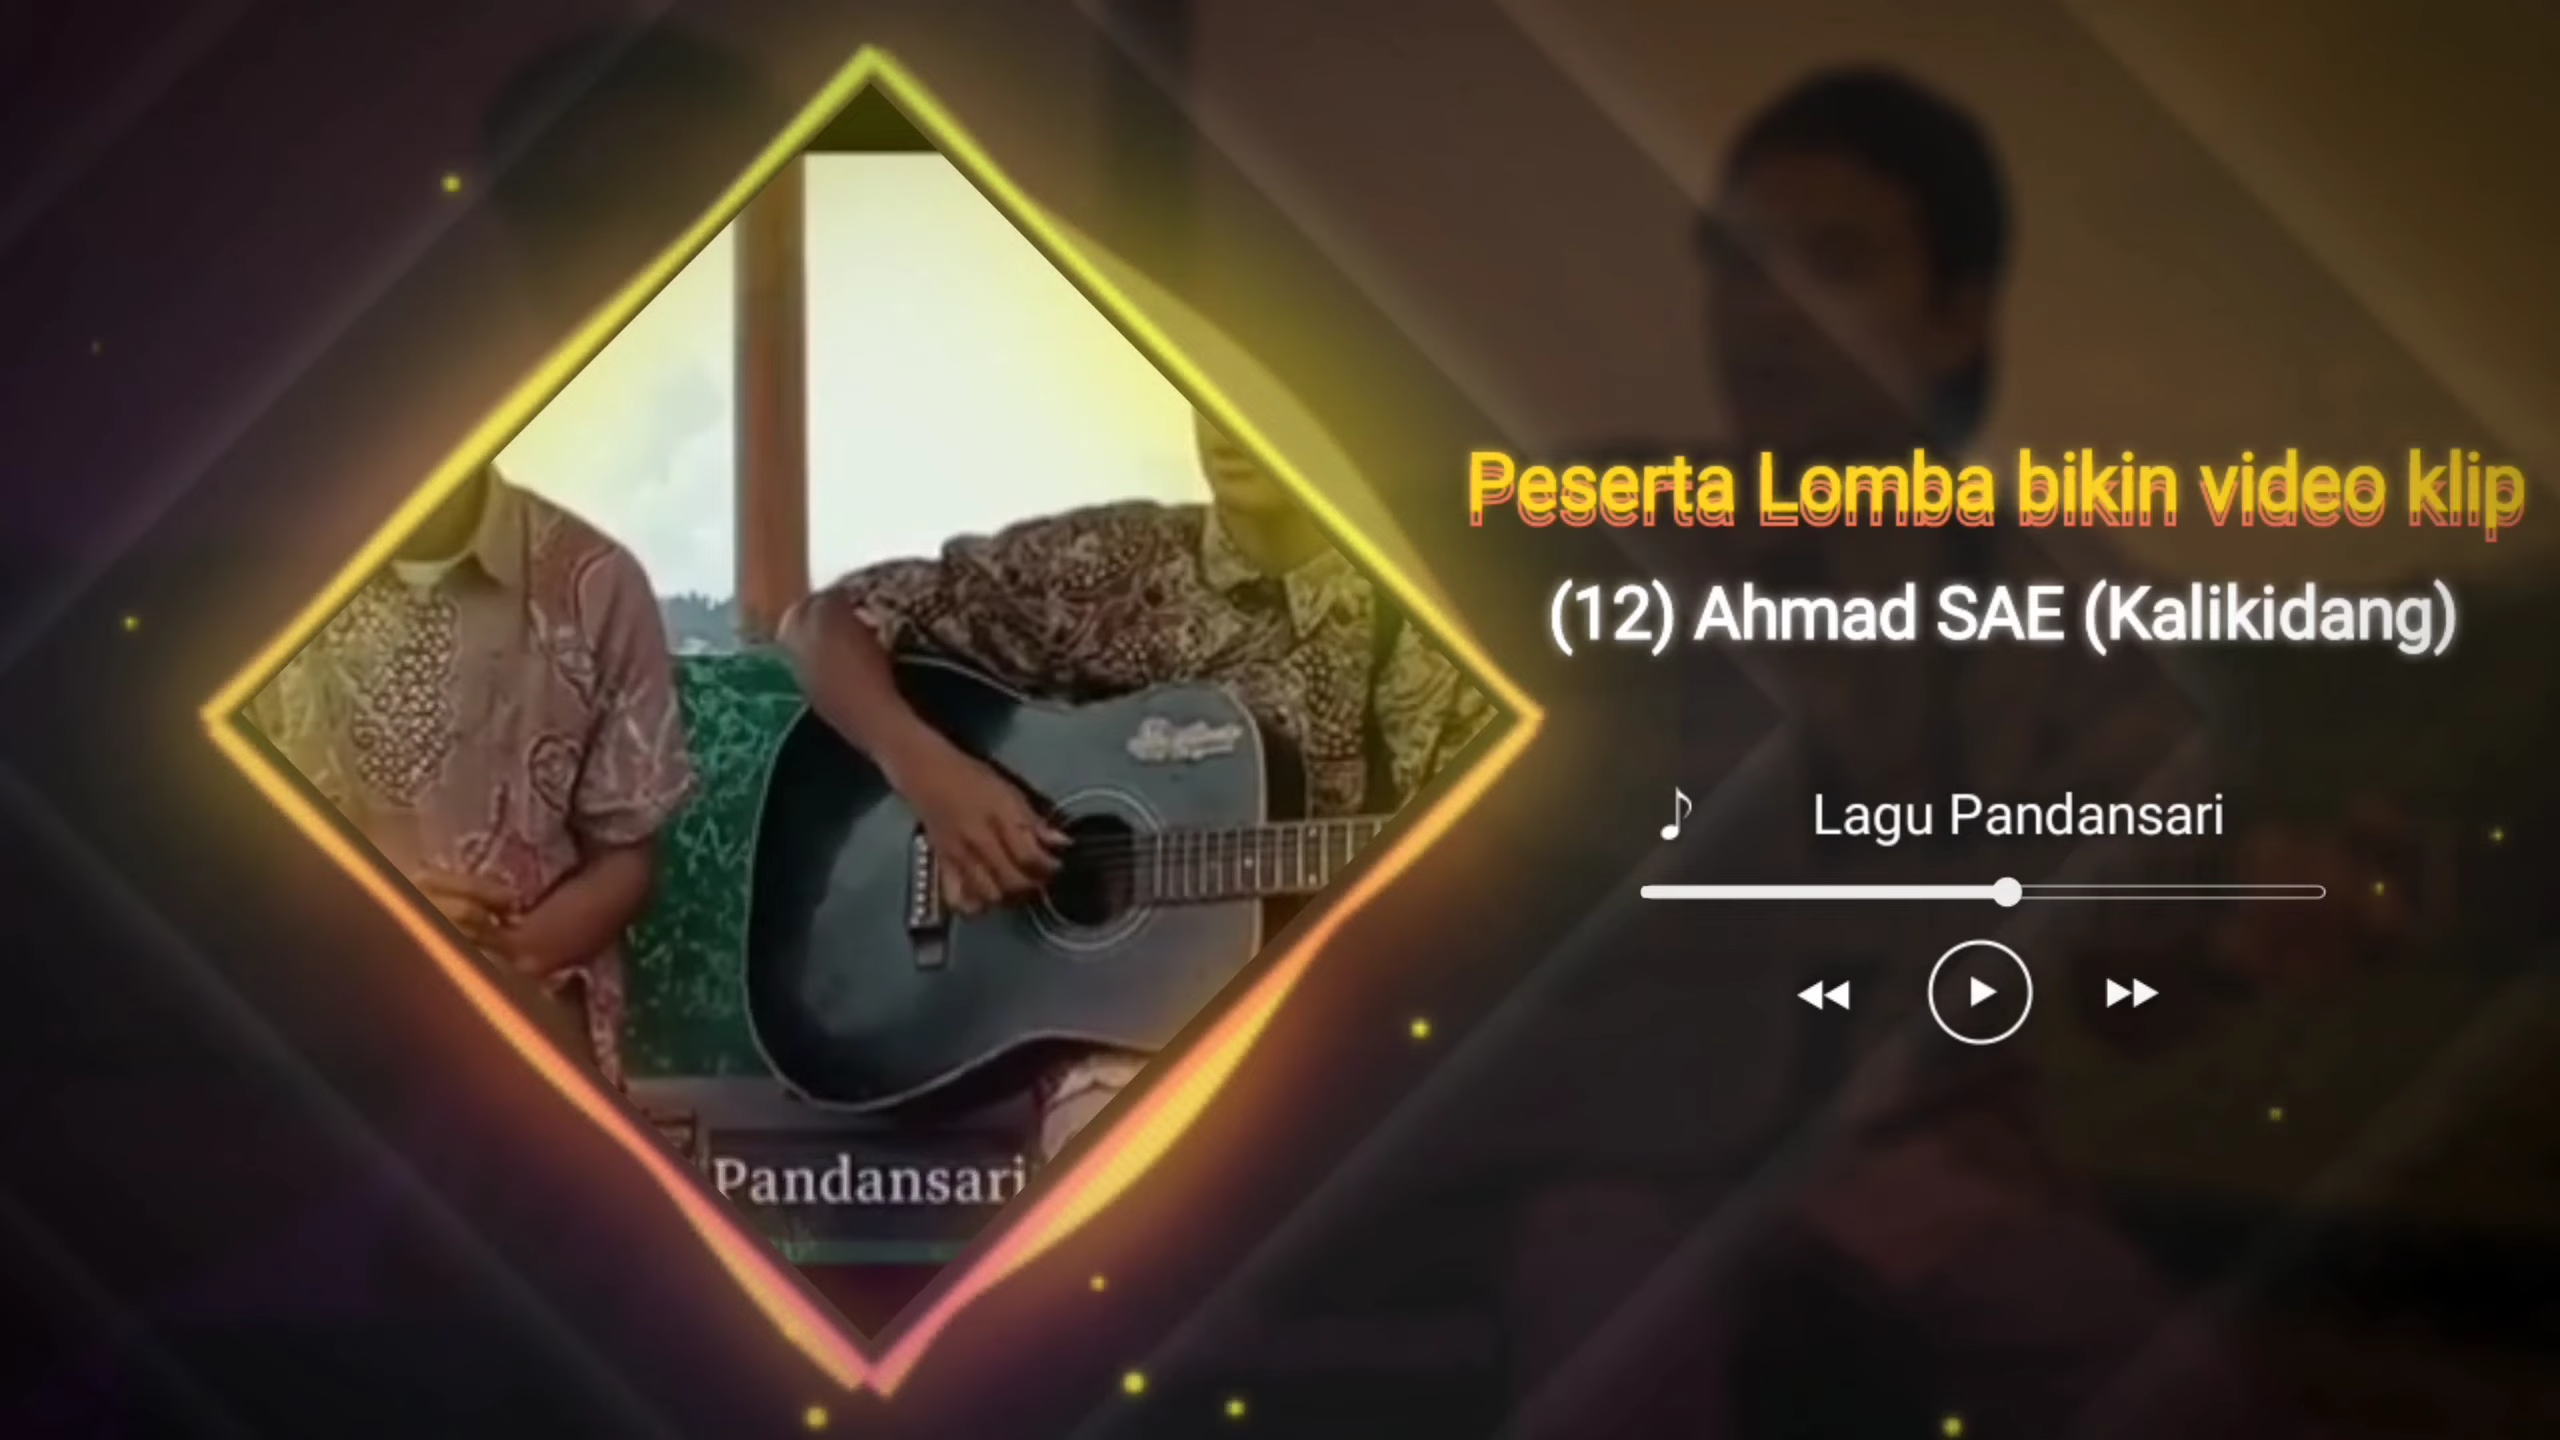 Peserta Lomba bikin video klip
(12) Ahmad SAE (Kalikidang)
Lagu Pandansari
Pandansari